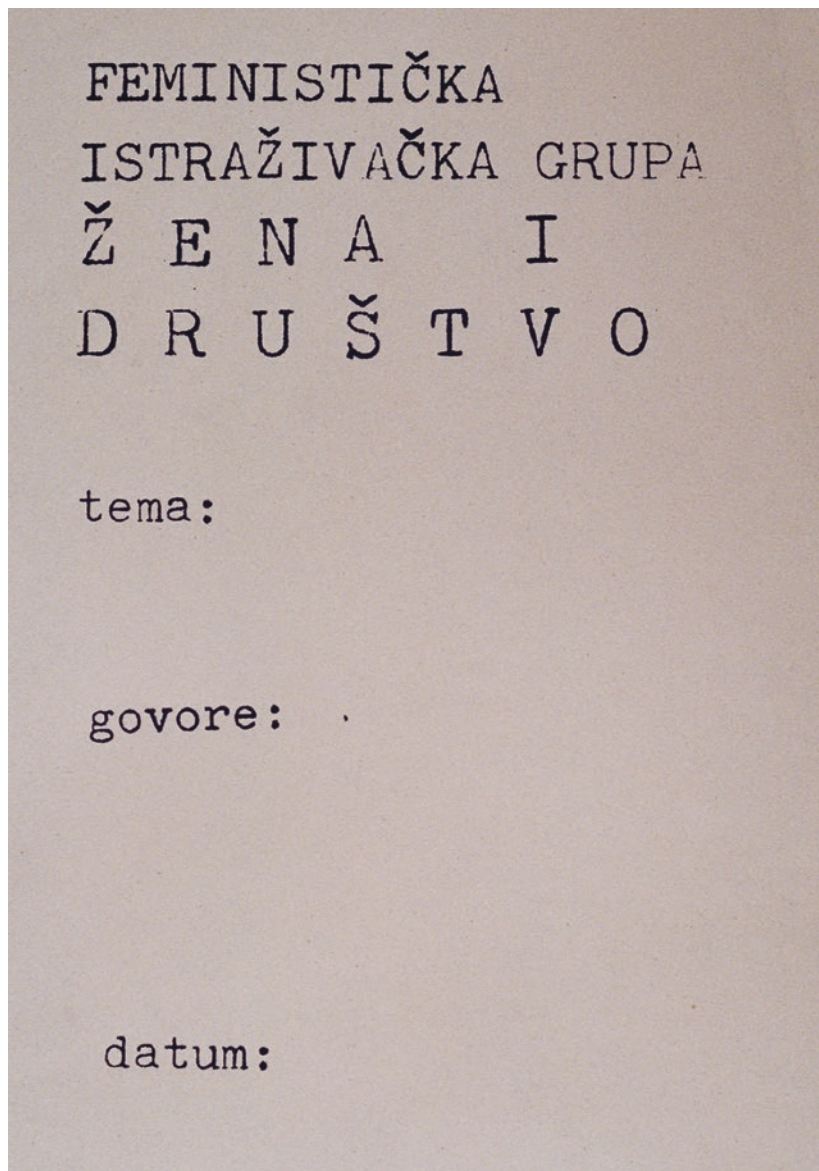 FEMINISTIČKA
ISTRAŽIVAČKA GRUPA
Ž E N A   I
D R U Š T V O
tema:
govore:
datum: